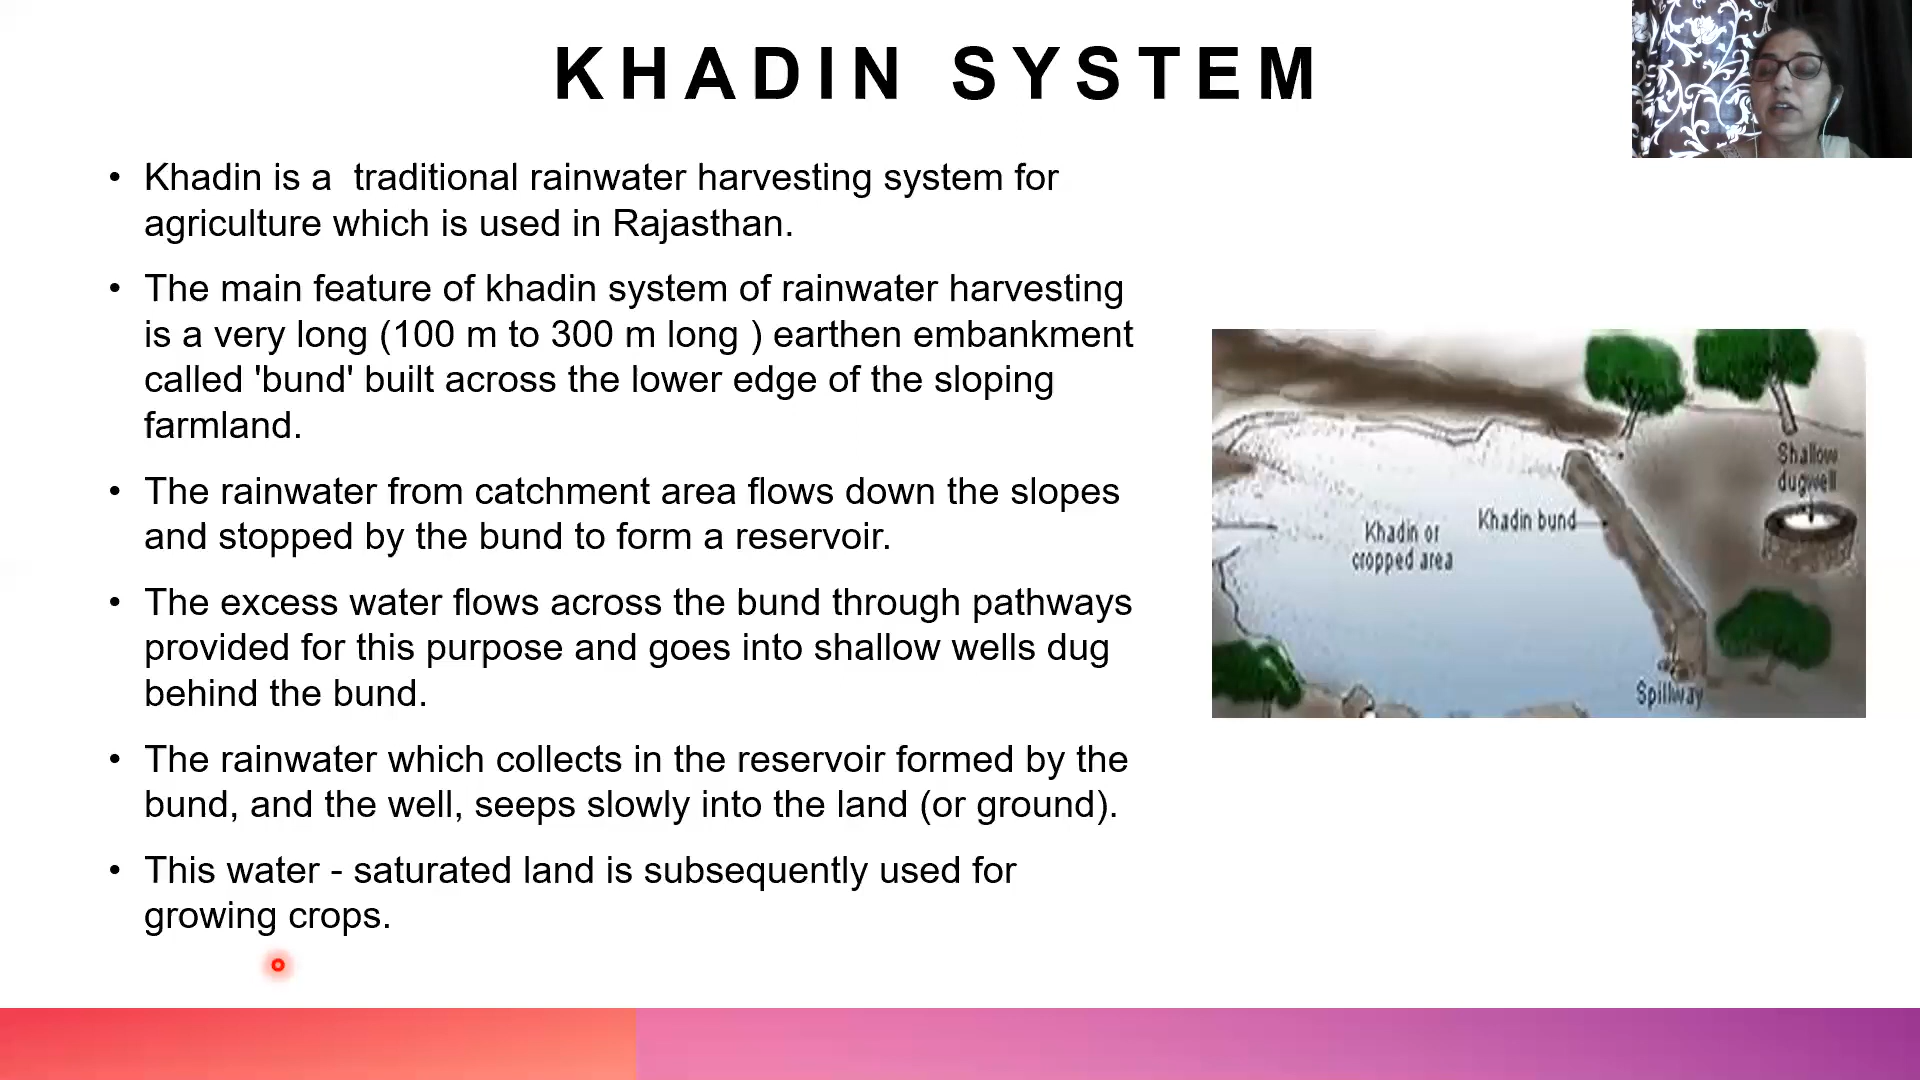 KHADIN SYSTEM
• Khadin is a  traditional rainwater harvesting system for
agriculture which is used in Rajasthan.
• The main feature of khadin system of rainwater harvesting
is a very long (100 m to 300 m long ) earthen embankment
called 'bund' built across the lower edge of the sloping
farmland.
• The rainwater from catchment area flows down the slopes
and stopped by the bund to form a reservoir.
• The excess water flows across the bund through pathways
provided for this purpose and goes into shallow wells dug
behind the bund.
• The rainwater which collects in the reservoir formed by the
bund, and the well, seeps slowly into the land (or ground).
• This water - saturated land is subsequently used for
growing crops.
Shallow
dugwell
Khadin bund
Khadin or
cropped area
Spillway